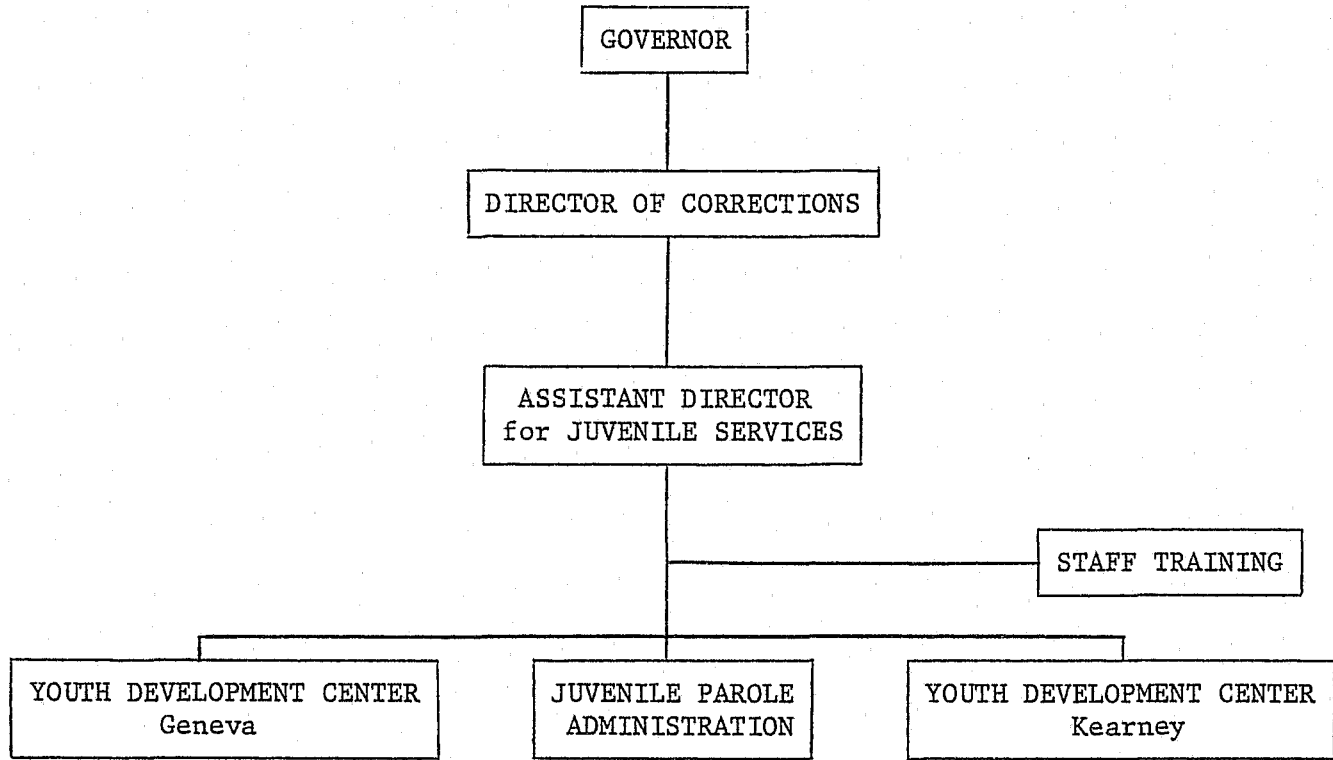 GOVERNOR
DIRECTOR OF CORRECTIONS
ASSISTANT DIRECTOR
for JUVENILE SERVICES
STAFF TRAINING
YOUTH DEVELOPMENT CENTER
Geneva
JUVENILE PAROLE
ADMINISTRATION
YOUTH DEVELOPMENT CENTER
Kearney